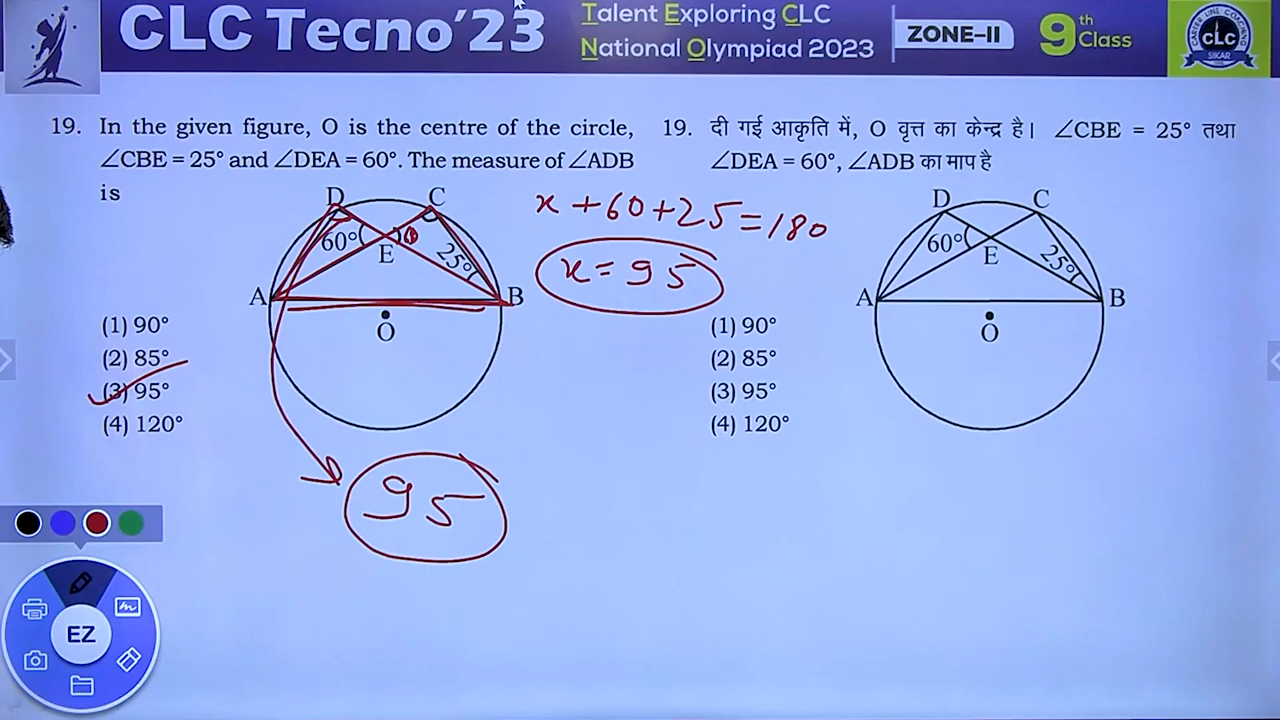 CLC Tecno'23
Talent Exploring CLC
National Olympiad 2023
ZONE-II
9th Class
CAREER LINE COACHING
CLC
SIKAR
19. In the given figure, O is the centre of the circle,
∠CBE = 25° and ∠DEA = 60°. The measure of ∠ADB
is
D C
60° E 25°
A B
O
(1) 90°
(2) 85°
(3) 95°
(4) 120°
x + 60 + 25 = 180
x = 95
95
19. दी गई आकृति में, O वृत्त का केन्द्र है। ∠CBE = 25° तथा
∠DEA = 60°, ∠ADB का माप है
D C
60° E 25°
A B
O
(1) 90°
(2) 85°
(3) 95°
(4) 120°
EZ